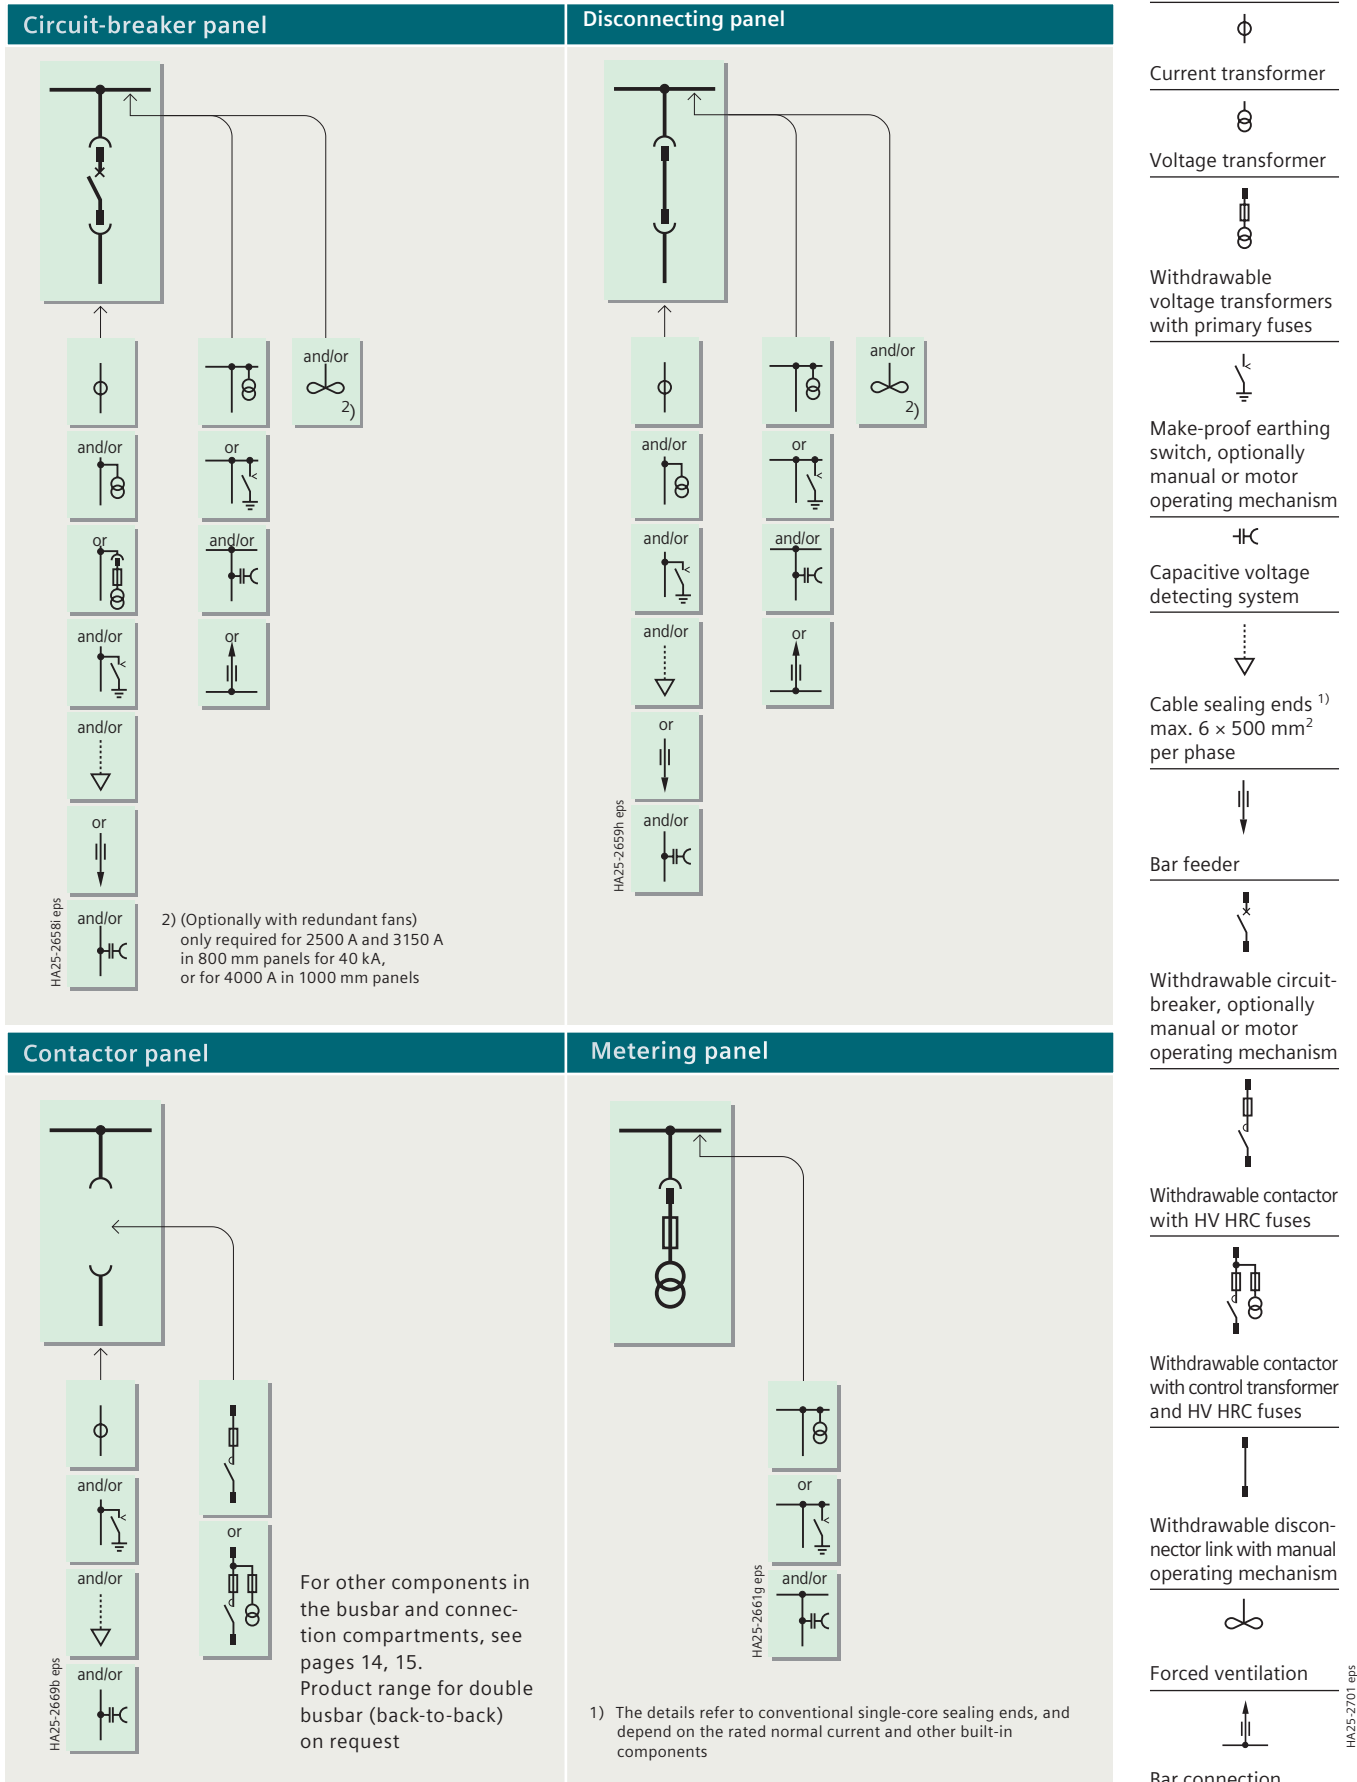 Circuit-breaker panel
and/or
2)
and/or
or
or
and/or
and/or
or
and/or
or
and/or
HA25-2658i eps
2) (Optionally with redundant fans)
only required for 2500 A and 3150 A
in 800 mm panels for 40 kA,
or for 4000 A in 1000 mm panels
Disconnecting panel
and/or
2)
and/or
or
and/or
and/or
and/or
or
or
and/or
HA25-2659h eps
Contactor panel
and/or
or
and/or
and/or
HA25-2669b eps
For other components in
the busbar and connec-
tion compartments, see
pages 14, 15.
Product range for double
busbar (back-to-back)
on request
Metering panel
or
and/or
HA25-2661g eps
1) The details refer to conventional single-core sealing ends, and
depend on the rated normal current and other built-in
components
Current transformer
Voltage transformer
Withdrawable
voltage transformers
with primary fuses
Make-proof earthing
switch, optionally
manual or motor
operating mechanism
Capacitive voltage
detecting system
Cable sealing ends 1)
max. 6 × 500 mm2
per phase
Bar feeder
Withdrawable circuit-
breaker, optionally
manual or motor
operating mechanism
Withdrawable contactor
with HV HRC fuses
Withdrawable contactor
with control transformer
and HV HRC fuses
Withdrawable discon-
nector link with manual
operating mechanism
Forced ventilation
Bar connection
HA25-2701 eps